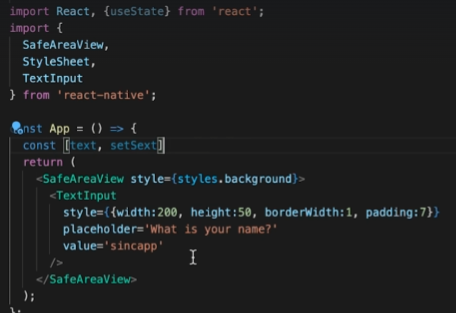 import React, {useState} from 'react';
import {
SafeAreaView,
StyleSheet,
TextInput
} from 'react-native';
nst App = () => {
const [text, setSext]
return (
<SafeAreaView style={styles.background}>
<TextInput
style={{width:200, height:50, borderWidth:1, padding:7}}
placeholder='What is your name?'
value='sincapp'
/>
</SafeAreaView>
);
};